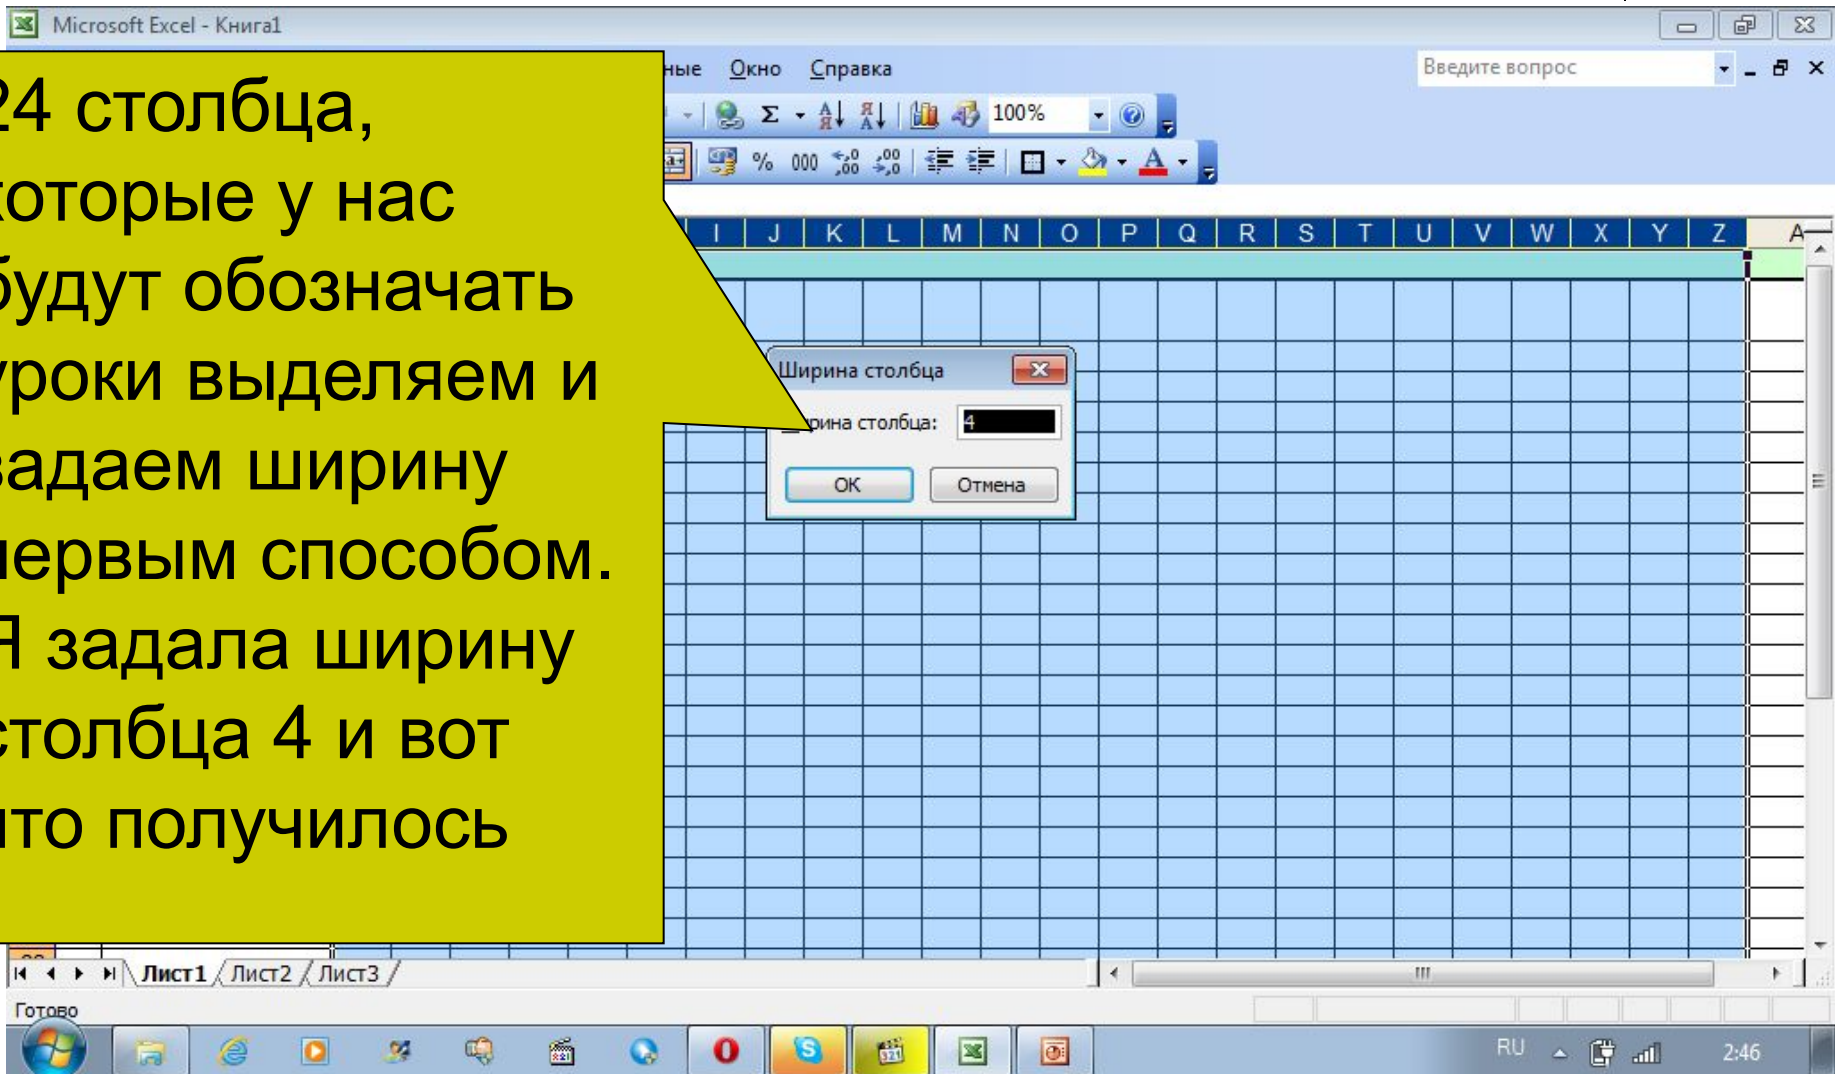 Microsoft Excel - Книга1
ные Окно Справка Введите вопрос
100%
% 000
I J K L M N O P Q R S T U V W X Y Z A
24 столбца,
которые у нас
будут обозначать
уроки выделяем и
задаем ширину
первым способом.
Я задала ширину
столбца 4 и вот
что получилось
Ширина столбца
рина столбца: 4
ОК Отмена
Лист1 Лист2 Лист3
Готово
RU 2:46